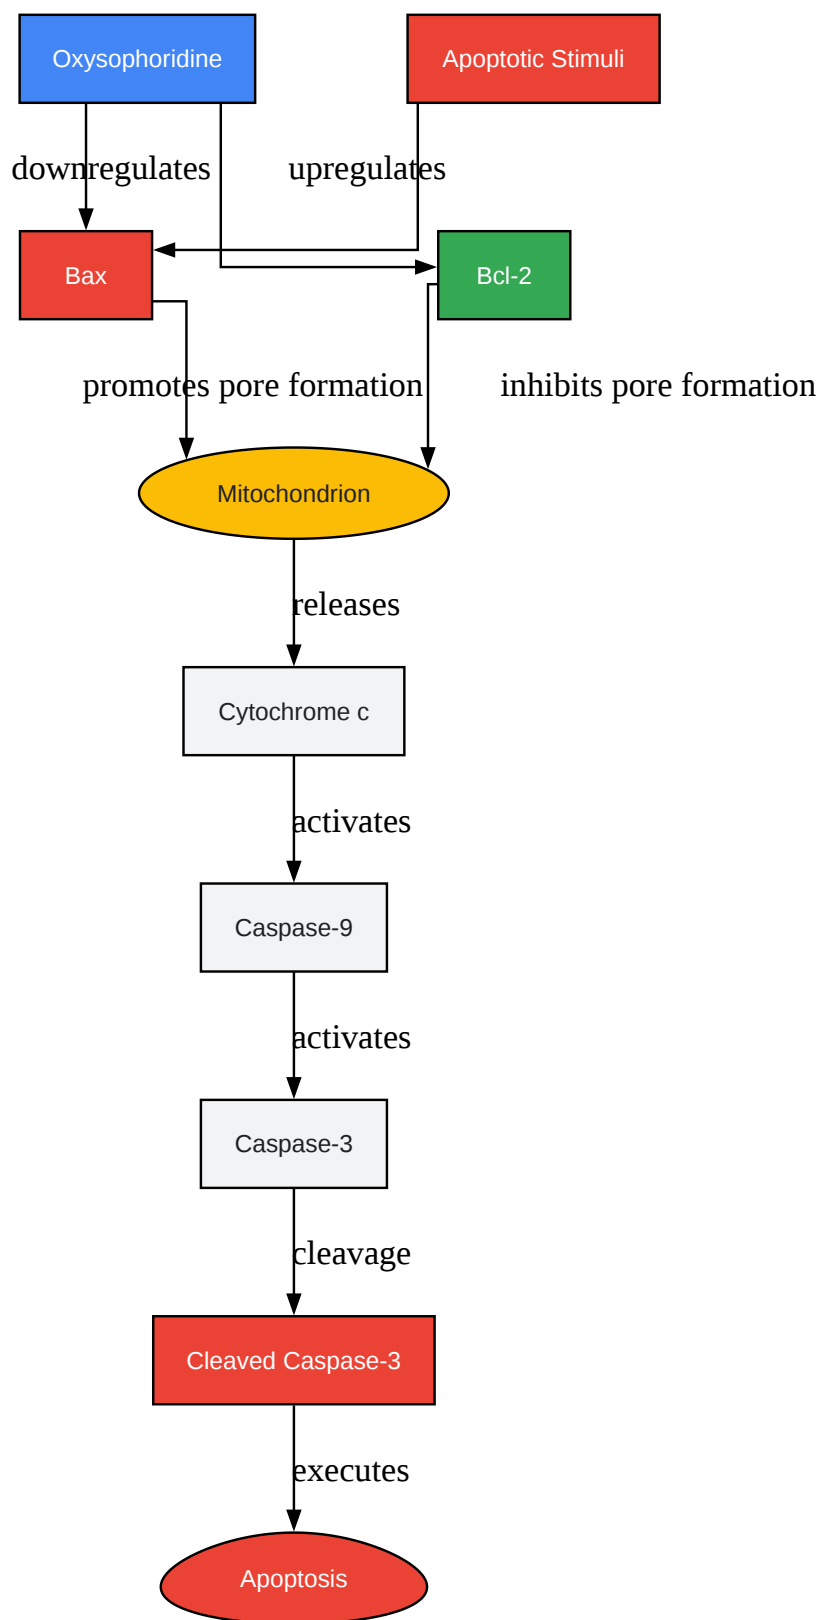 Oxysophoridine
Apoptotic Stimuli
downregulates
upregulates
Bax
Bcl-2
promotes pore formation
inhibits pore formation
Mitochondrion
releases
Cytochrome c
activates
Caspase-9
activates
Caspase-3
cleavage
Cleaved Caspase-3
executes
Apoptosis